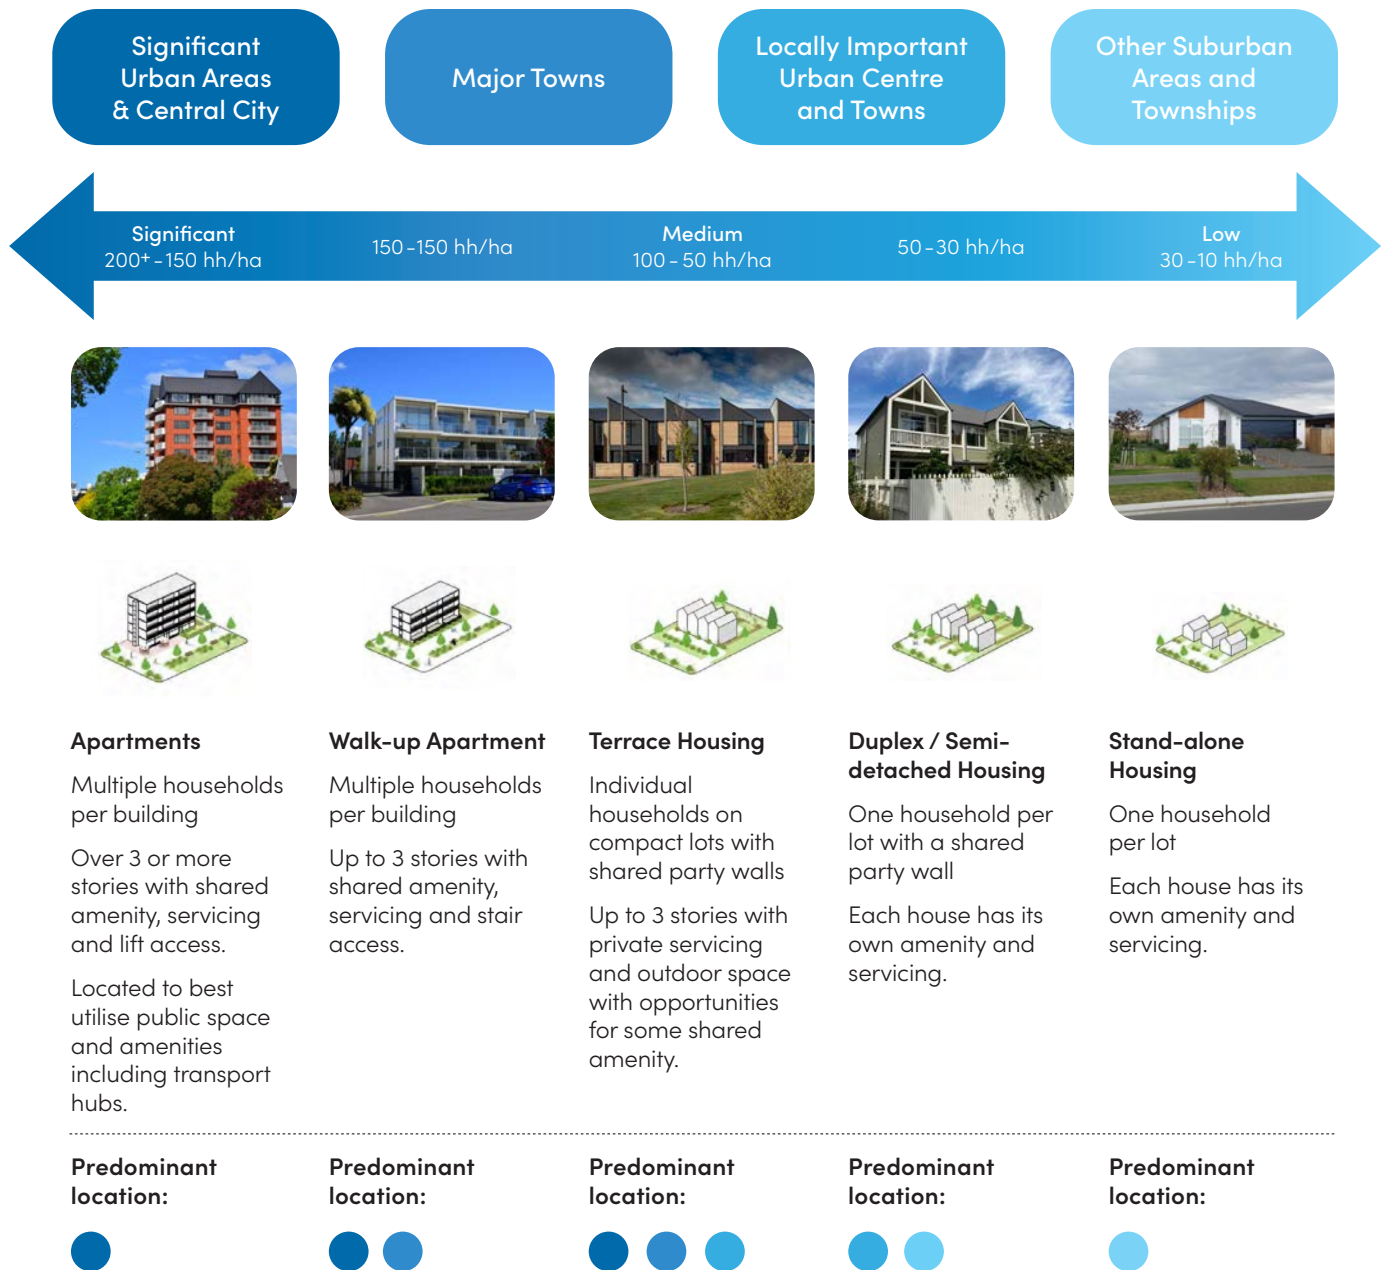 Significant
Urban Areas
& Central City
Major Towns
Locally Important
Urban Centre
and Towns
Other Suburban
Areas and
Townships
Significant
200+ - 150 hh/ha
150 - 150 hh/ha
Medium
100 - 50 hh/ha
50 - 30 hh/ha
Low
30 - 10 hh/ha
Apartments
Multiple households
per building
Over 3 or more
stories with shared
amenity, servicing
and lift access.
Located to best
utilise public space
and amenities
including transport
hubs.
Walk-up Apartment
Multiple households
per building
Up to 3 stories with
shared amenity,
servicing and stair
access.
Terrace Housing
Individual
households on
compact lots with
shared party walls
Up to 3 stories with
private servicing
and outdoor space
with opportunities
for some shared
amenity.
Duplex / Semi-
detached Housing
One household per
lot with a shared
party wall
Each house has its
own amenity and
servicing.
Stand-alone
Housing
One household
per lot
Each house has its
own amenity and
servicing.
Predominant
location:
Predominant
location:
Predominant
location:
Predominant
location:
Predominant
location: